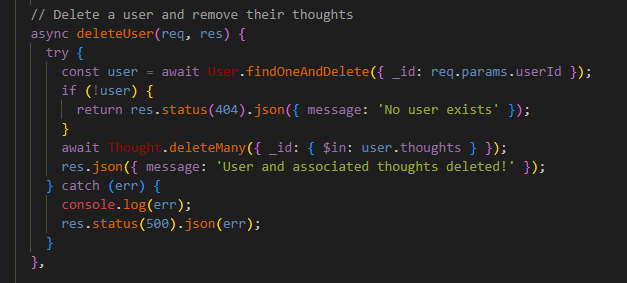 // Delete a user and remove their thoughts
async deleteUser(req, res) {
try {
const user = await User.findOneAndDelete({ _id: req.params.userId });
if (!user) {
return res.status(404).json({ message: 'No user exists' });
}
await Thought.deleteMany({ _id: { $in: user.thoughts } });
res.json({ message: 'User and associated thoughts deleted!' });
} catch (err) {
console.log(err);
res.status(500).json(err);
}
},